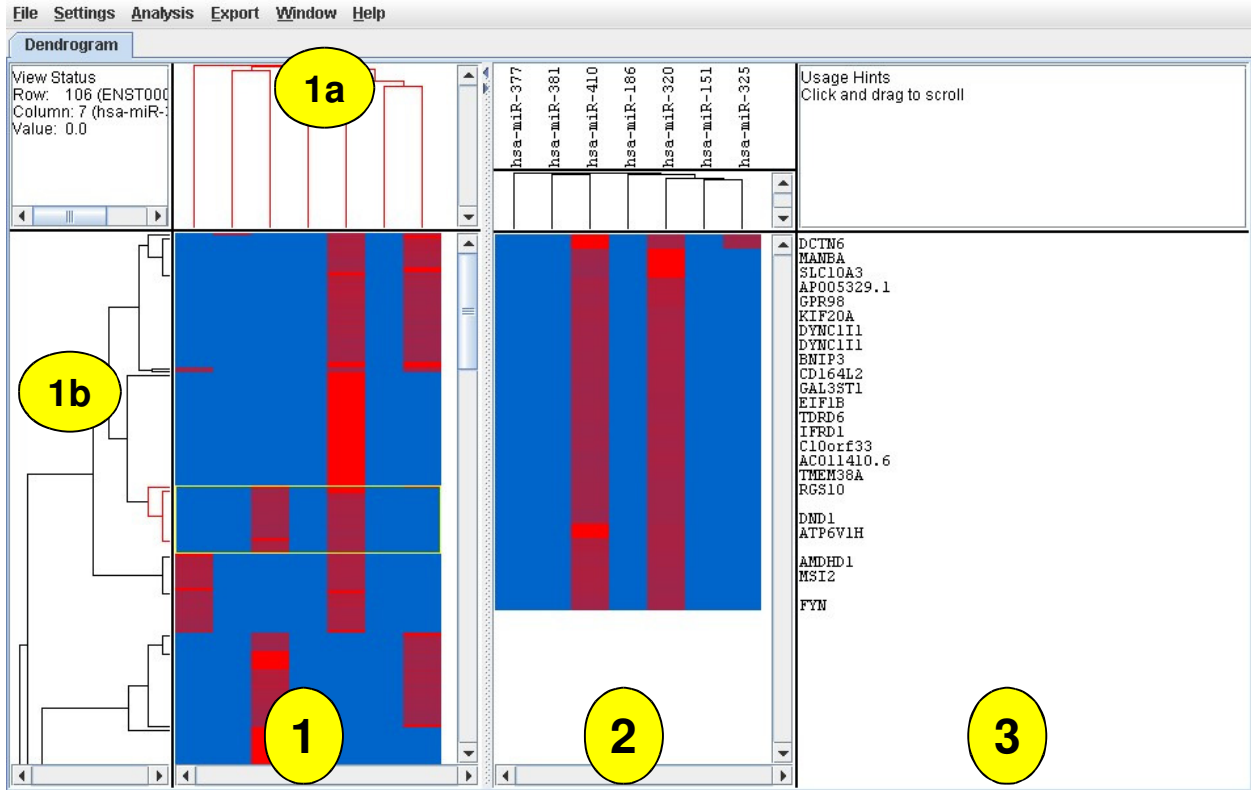 File Settings Analysis Export Window Help
Dendrogram
View Status
Row: 106 (ENST000
Column: 7 (hsa-miR-
Value: 0.0
1a
hsa-miR-377
hsa-miR-381
hsa-miR-410
hsa-miR-186
hsa-miR-320
hsa-miR-151
hsa-miR-325
Usage Hints
Click and drag to scroll
1b
DCTN6
MANBA
SLC10A3
AP005329.1
GPR98
KIF20A
DYNC1I1
DYNC1I1
BNIP3
CD164L2
GAL3ST1
EIF1B
TDRD6
IFRD1
C10orf33
AC011410.6
TMEM38A
RGS10
DND1
ATP6V1H
AMDHD1
MSI2
FYN
1
2
3